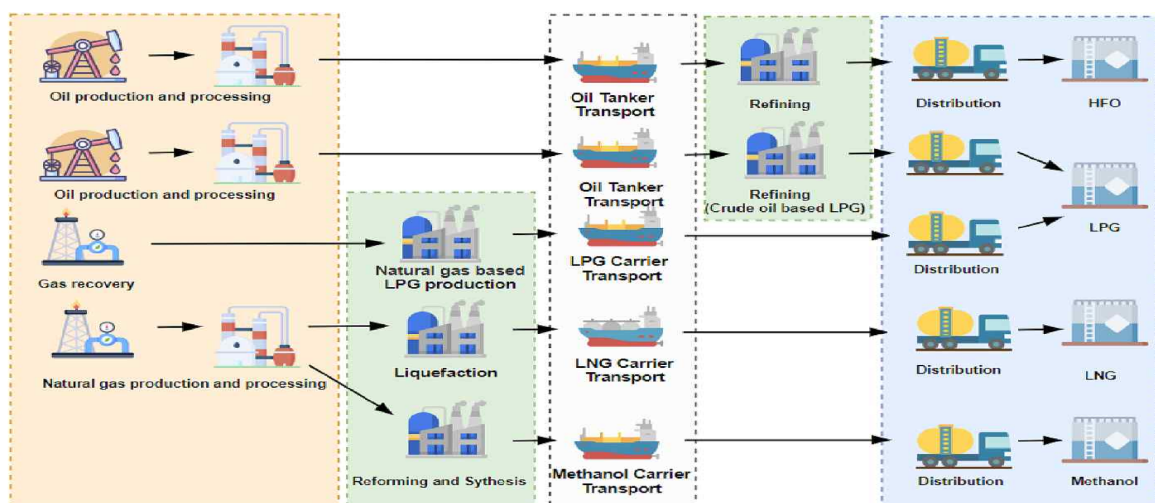 Oil production and processing
Oil Tanker
Transport
Refining
Distribution
HFO
Oil production and processing
Oil Tanker
Transport
Refining
(Crude oil based LPG)
LPG
Gas recovery
Natural gas based
LPG production
LPG Carrier
Transport
Distribution
Natural gas production and processing
Liquefaction
LNG Carrier
Transport
Distribution
LNG
Reforming and Sythesis
Methanol Carrier
Transport
Distribution
Methanol